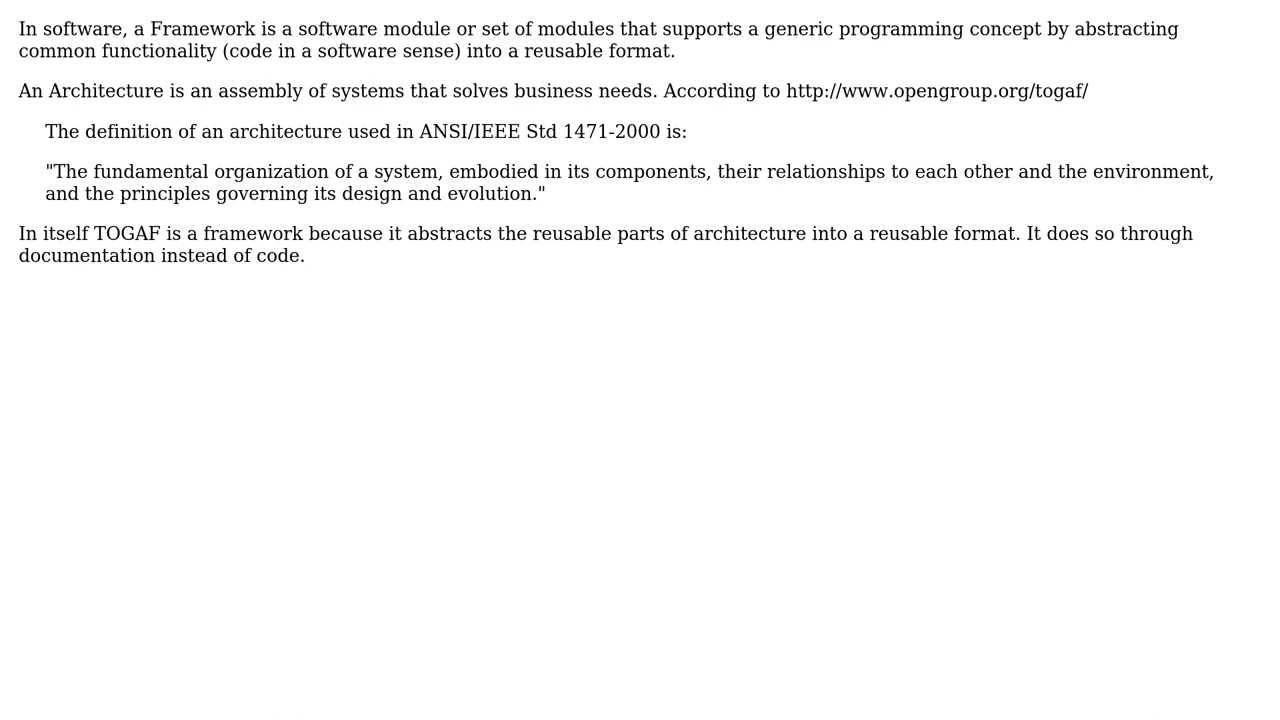 In software, a Framework is a software module or set of modules that supports a generic programming concept by abstracting
common functionality (code in a software sense) into a reusable format.
An Architecture is an assembly of systems that solves business needs. According to http://www.opengroup.org/togaf/
The definition of an architecture used in ANSI/IEEE Std 1471-2000 is:
"The fundamental organization of a system, embodied in its components, their relationships to each other and the environment,
and the principles governing its design and evolution."
In itself TOGAF is a framework because it abstracts the reusable parts of architecture into a reusable format. It does so through
documentation instead of code.